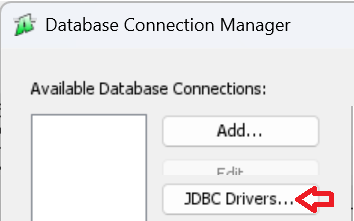 Database Connection Manager
Available Database Connections:
Add...
Edit...
JDBC Drivers...